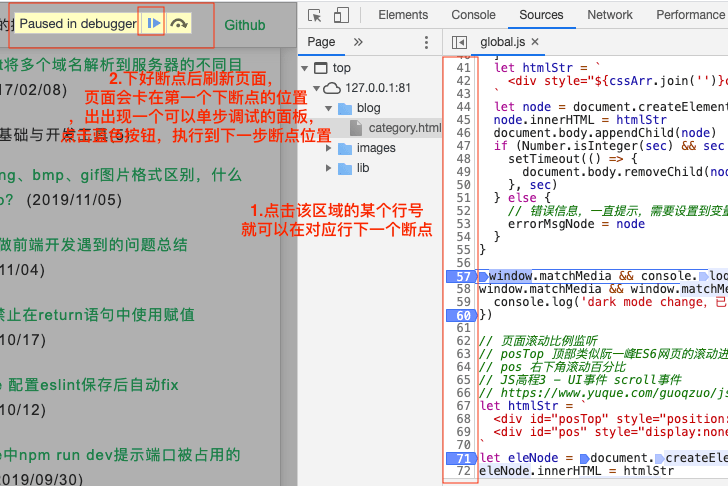 Paused in debugger
的
Github
Elements
Console
Sources
Network
Performance
Page
global.js
top
127.0.0.1:81
blog
category.html
images
lib
t将多个域名解析到服务器的不同目
17/02/08)
基础与开发工具 5)
ng、bmp、gif图片格式区别，什么
p? (2019/11/05)
做前端开发遇到的问题总结
11/04)
禁止在return语句中使用赋值
10/17)
e 配置eslint保存后自动fix
10/12)
e中npm run dev提示端口被占用的
2019/09/30)
2.下好断点后刷新页面，
页面会卡在第一个下断点的位置
，出出现一个可以单步调试的面板，
点击蓝色按钮，执行到下一步断点位置
1.点击该区域的某个行号
就可以在对应行下一个断点
41 let htmlStr = `
42 <div style="${cssArr.join('')}c
43 `
44 let node = document.createElemen
45 node.innerHTML = htmlStr
46 document.body.appendChild(node)
47 if (Number.isInteger(sec) && sec
48 setTimeout(() => {
49 document.body.removeChild(noc
50 }, sec)
51 } else {
52 // 错误信息，一直提示，需要设置到变量
53 errorMsgNode = node
54 }
55 }
56
57 window.matchMedia && console.log
58 window.matchMedia && window.matchMe
59 console.log('dark mode change, 已
60 })
61
62 // 页面滚动比例监听
63 // posTop 顶部类似阮一峰ES6网页的滚动进
64 // pos 右下角滚动百分比
65 // JS高程3 - UI事件 scroll事件
66 // https://www.yuque.com/guoqzuo/js
67 let htmlStr = `
68 <div id="posTop" style="position:
69 <div id="pos" style="display:none
70 `
71 let eleNode = document.createEle
72 eleNode.innerHTML = htmlStr